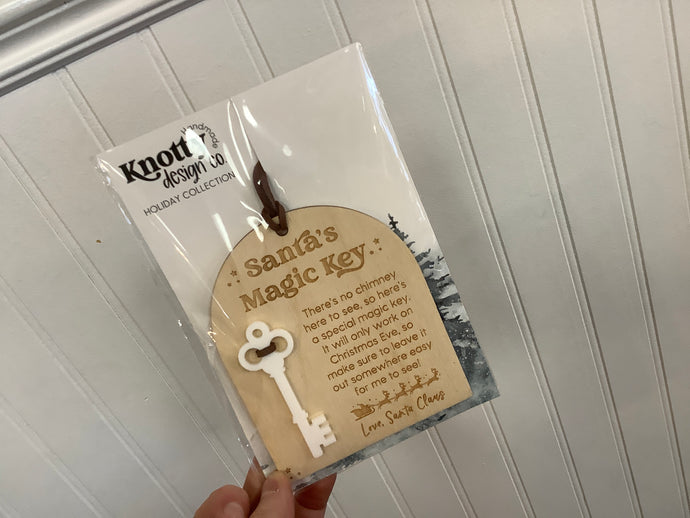 Handmade
Knotty
design co.
HOLIDAY COLLECTION
Santa's
Magic Key
There's no chimney
here to see, so here's
a special magic key.
It will only work on
Christmas Eve, so
make sure to leave it
out somewhere easy
for me to see!
Love, Santa Claus